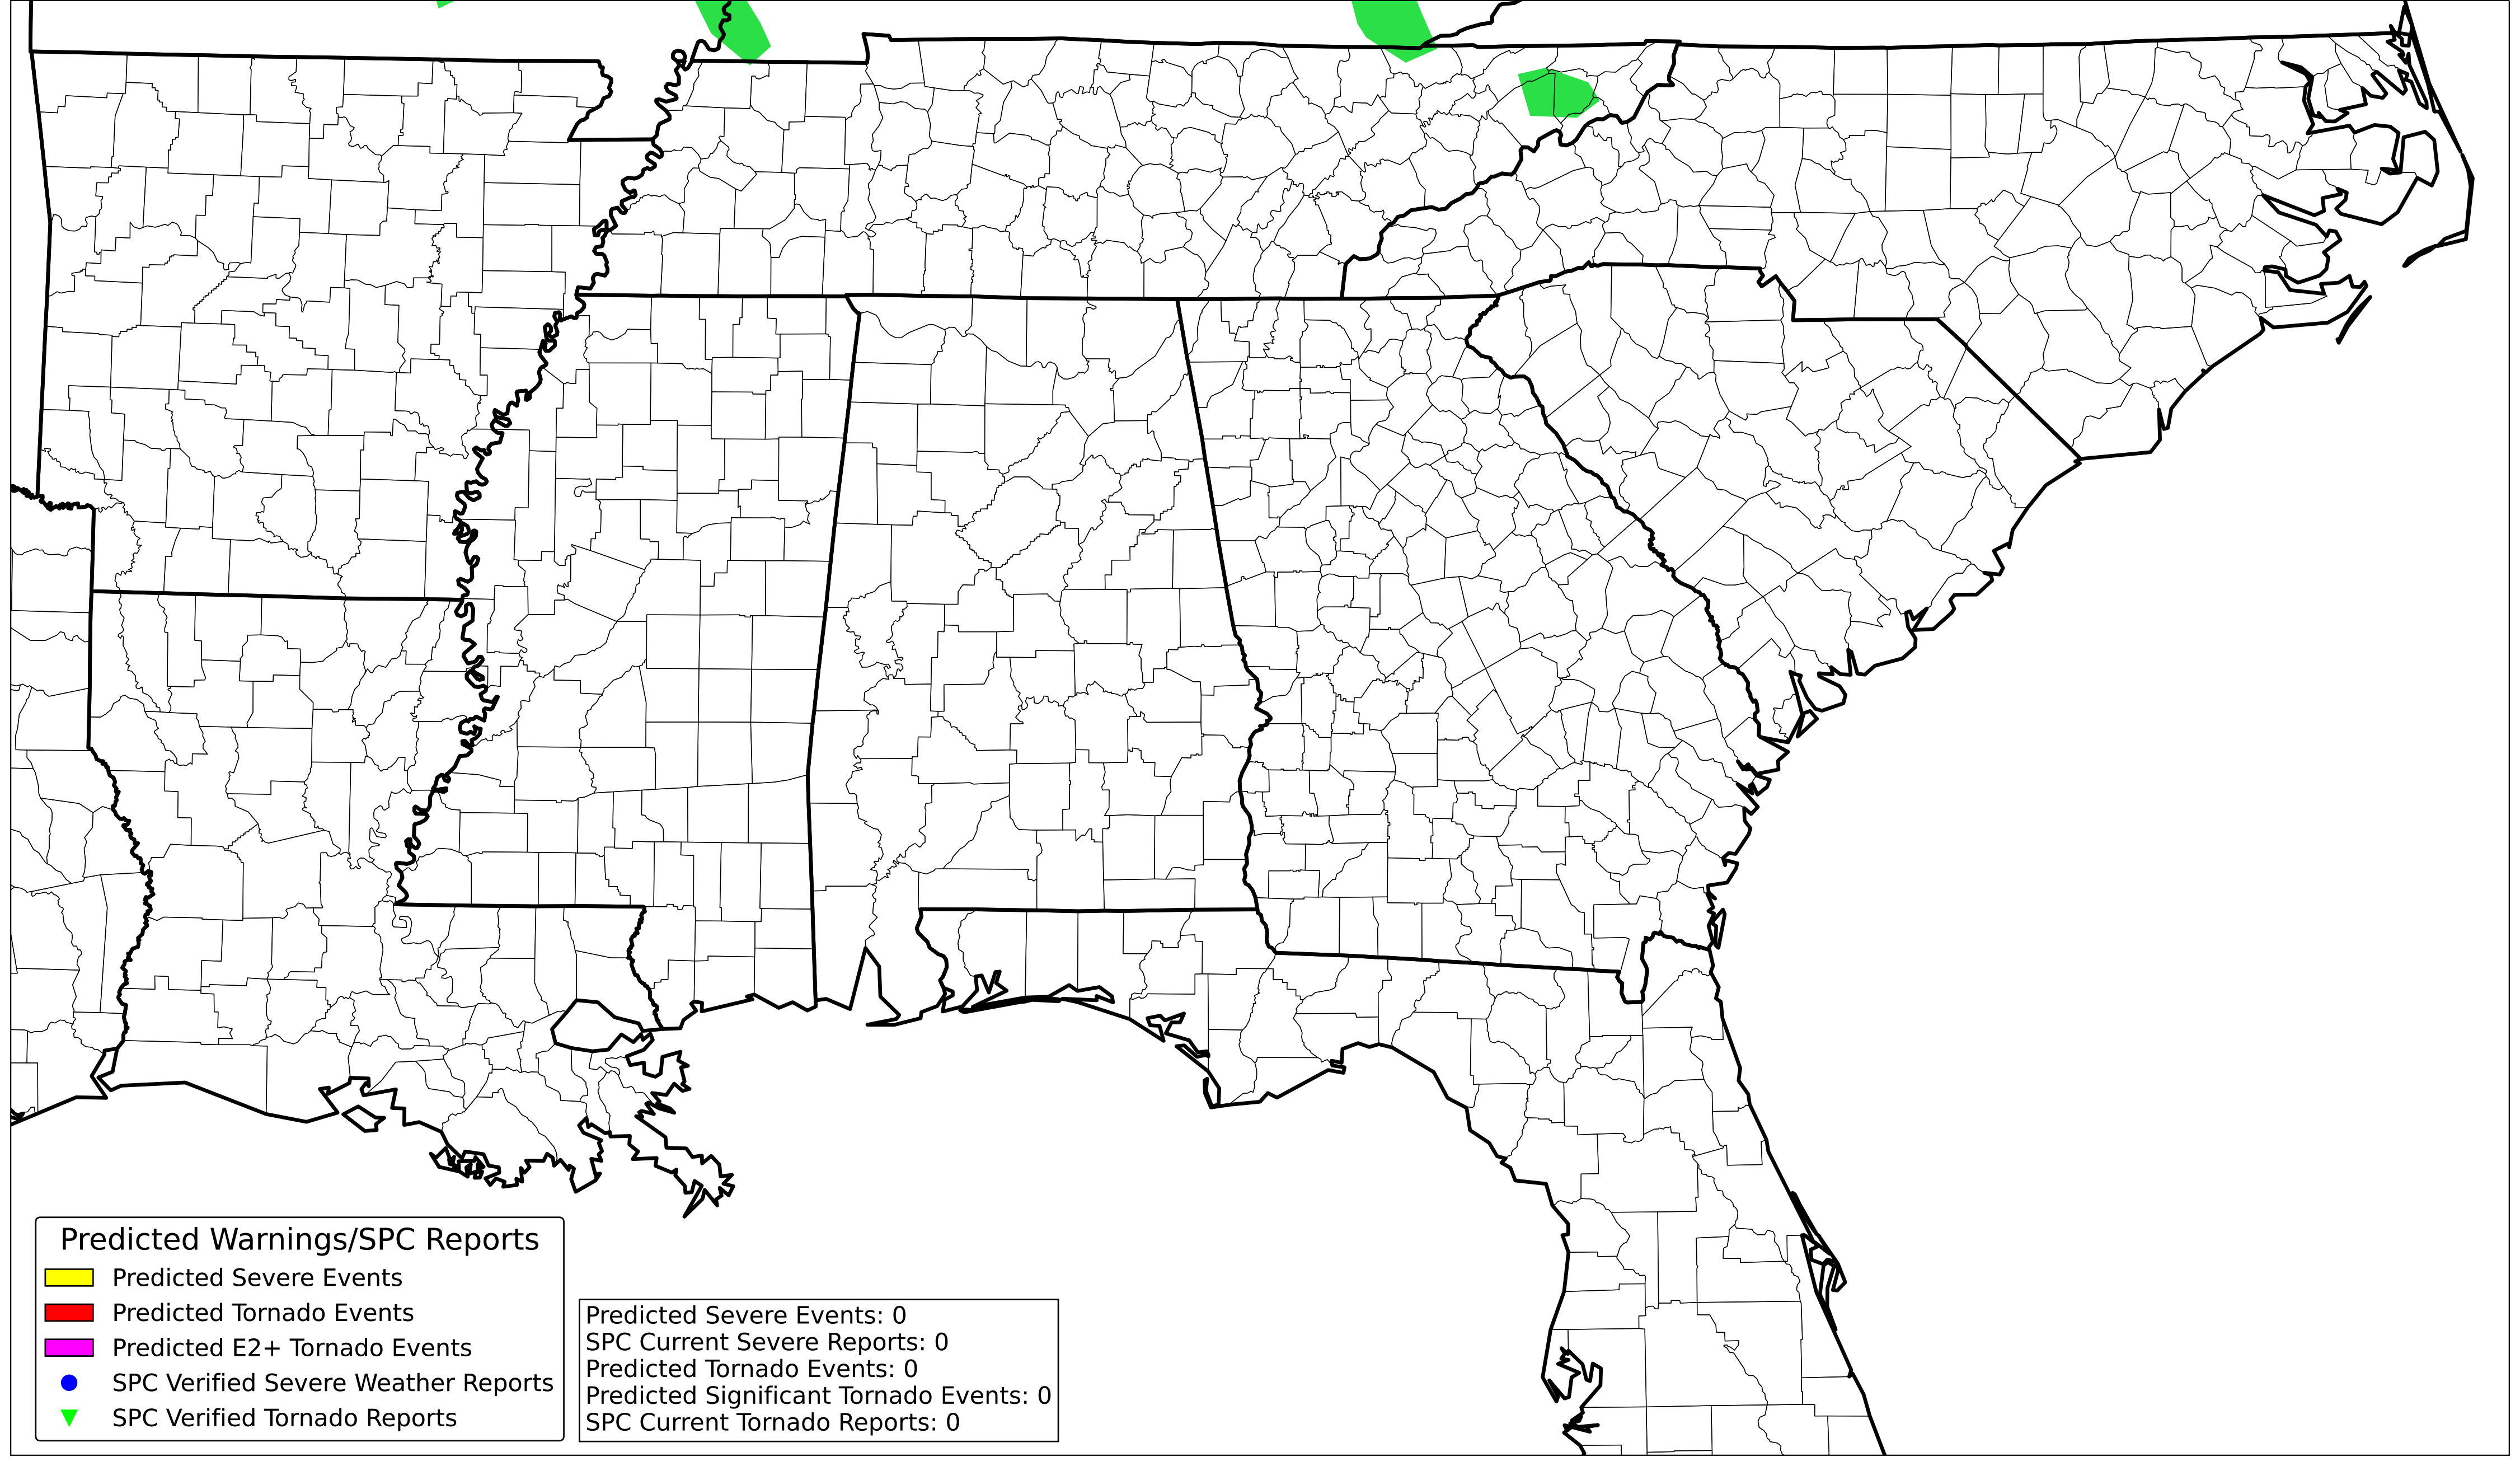 Predicted Warnings/SPC Reports
Predicted Severe Events
Predicted Tornado Events
Predicted E2+ Tornado Events
SPC Verified Severe Weather Reports
SPC Verified Tornado Reports
Predicted Severe Events: 0
SPC Current Severe Reports: 0
Predicted Tornado Events: 0
Predicted Significant Tornado Events: 0
SPC Current Tornado Reports: 0